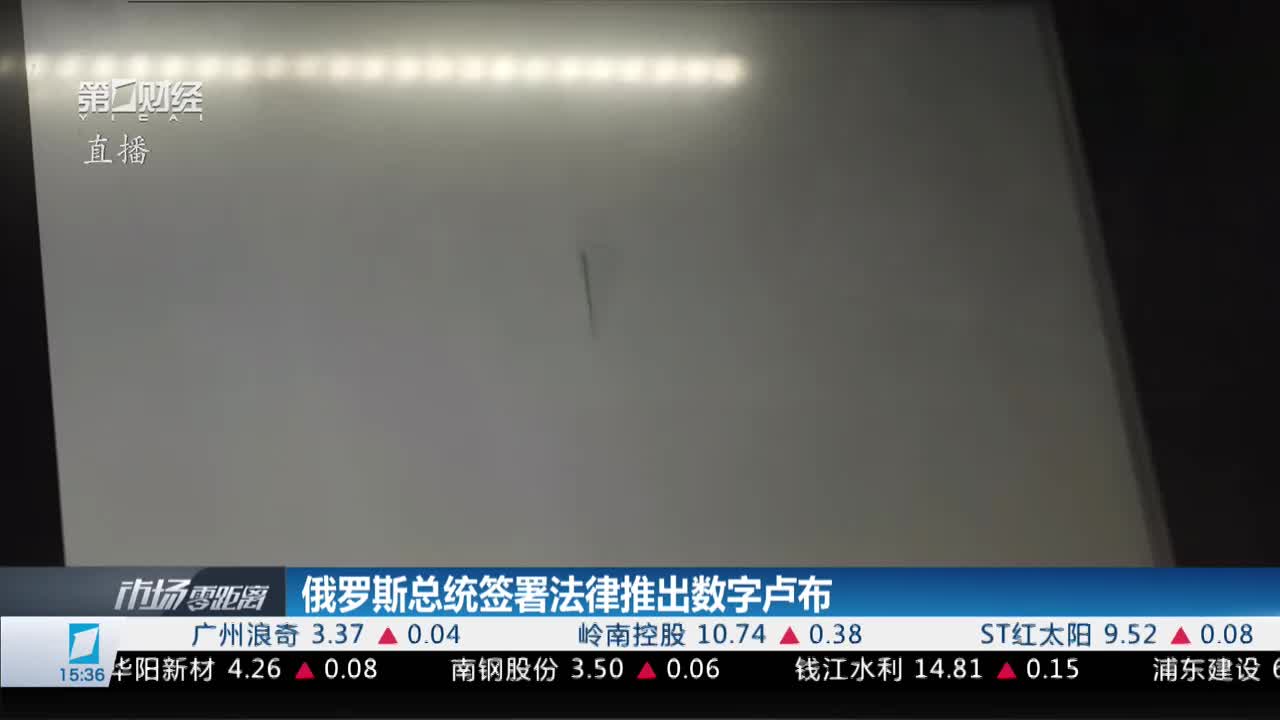 第1财经
YICAI
直播
市场零距离 俄罗斯总统签署法律推出数字卢布
广州浪奇 3.37 ▲ 0.04 岭南控股 10.74 ▲ 0.38 ST红太阳 9.52 ▲ 0.08
15:36 华阳新材 4.26 ▲ 0.08 南钢股份 3.50 ▲ 0.06 钱江水利 14.81 ▲ 0.15 浦东建设 6